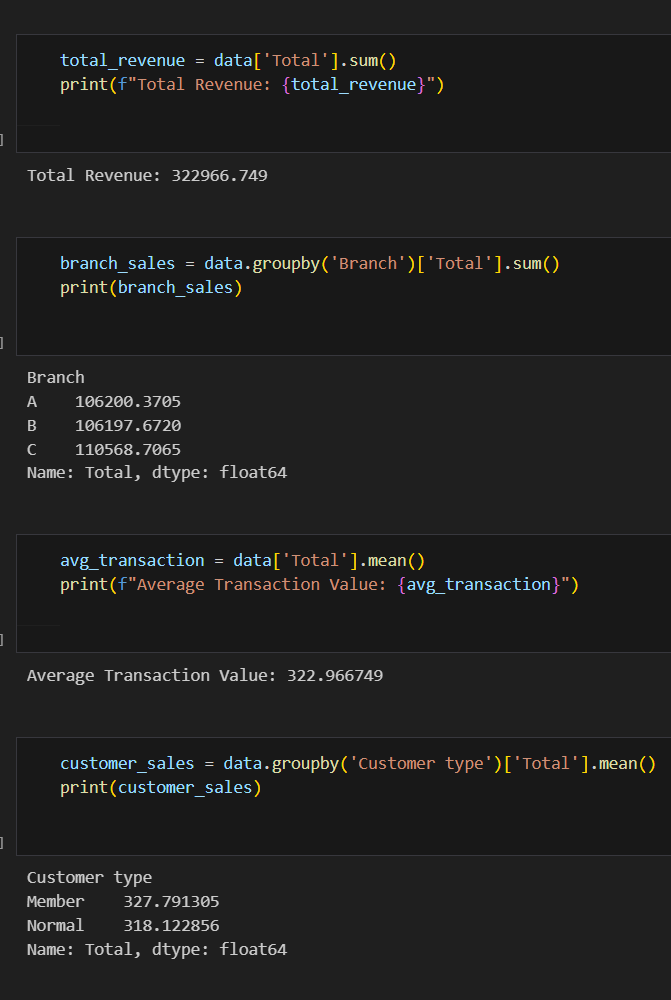 total_revenue = data['Total'].sum()
print(f"Total Revenue: {total_revenue}")
]
Total Revenue: 322966.749
branch_sales = data.groupby('Branch')['Total'].sum()
print(branch_sales)
]
Branch
A    106200.3705
B    106197.6720
C    110568.7065
Name: Total, dtype: float64
avg_transaction = data['Total'].mean()
print(f"Average Transaction Value: {avg_transaction}")
]
Average Transaction Value: 322.966749
customer_sales = data.groupby('Customer type')['Total'].mean()
print(customer_sales)
]
Customer type
Member    327.791305
Normal    318.122856
Name: Total, dtype: float64